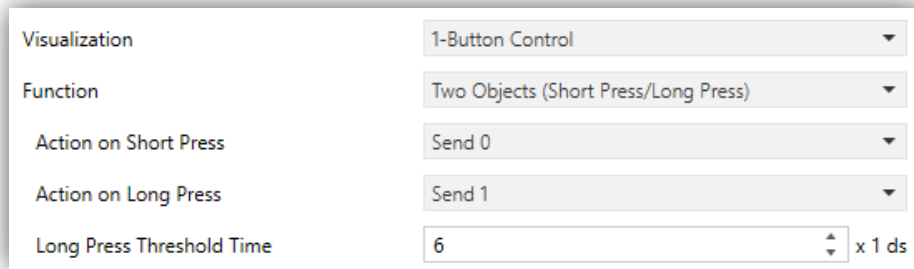 Visualization 1-Button Control
Function Two Objects (Short Press/Long Press)
Action on Short Press Send 0
Action on Long Press Send 1
Long Press Threshold Time 6 x 1 ds